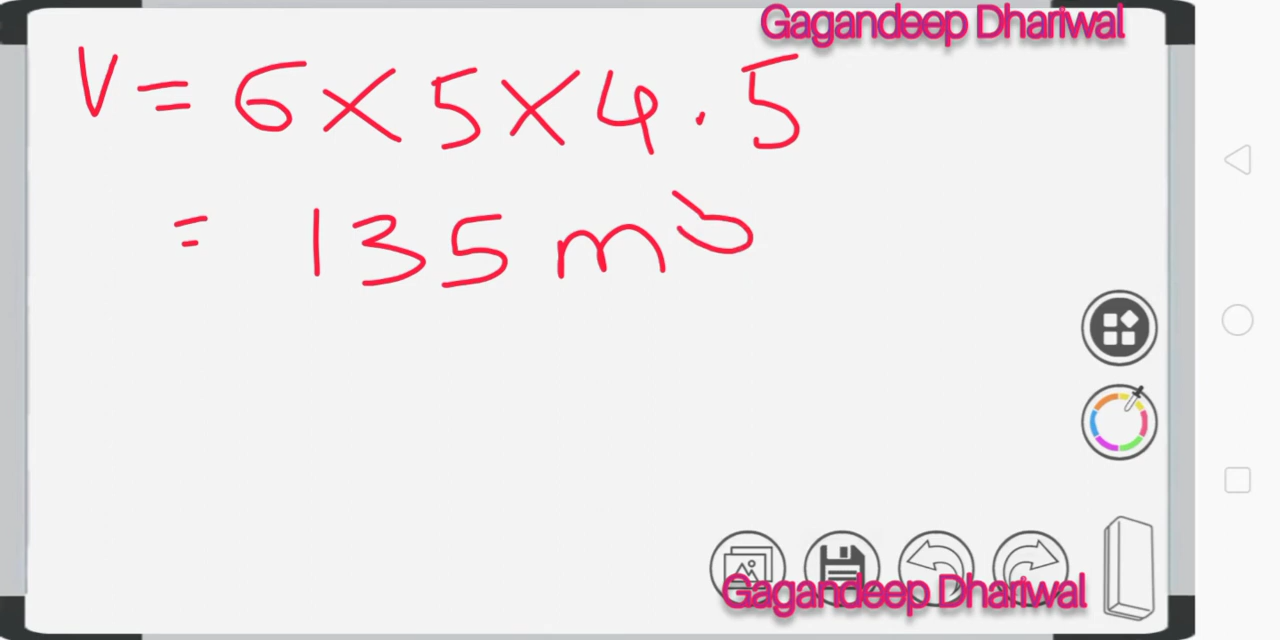 Gagandeep Dhariwal
V = 6 × 5 × 4.5
= 135 m³
Gagandeep Dhariwal